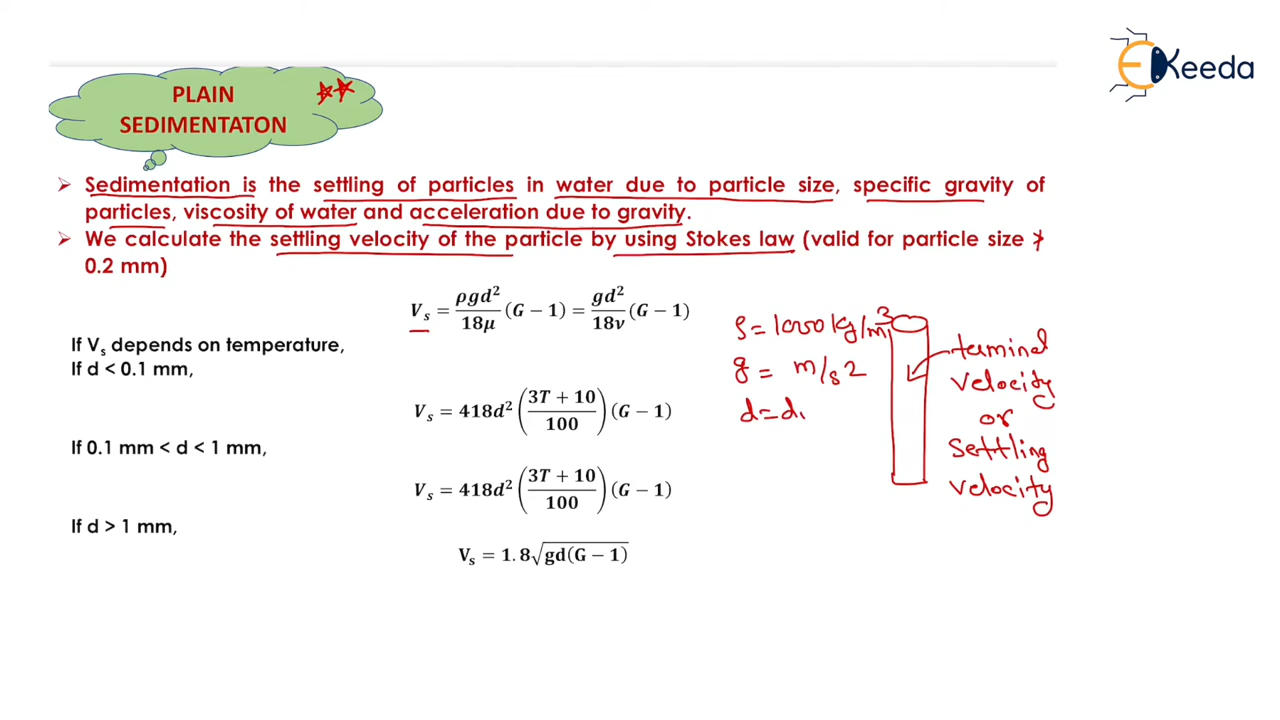 EKeeda
PLAIN
SEDIMENTATON
➢ Sedimentation is the settling of particles in water due to particle size, specific gravity of
particles, viscosity of water and acceleration due to gravity.
➢ We calculate the settling velocity of the particle by using Stokes law (valid for particle size ≯
0.2 mm)
Vs = ρgd²/18μ (G − 1) = gd²/18ν (G − 1)
If Vs depends on temperature,
If d < 0.1 mm,
Vs = 418d² ((3T + 10)/100) (G − 1)
If 0.1 mm < d < 1 mm,
Vs = 418d² ((3T + 10)/100) (G − 1)
If d > 1 mm,
Vs = 1.8√gd(G − 1)
ρ = 1000 kg/m³
g = m/s2
d = d
terminal
velocity
or
settling
velocity